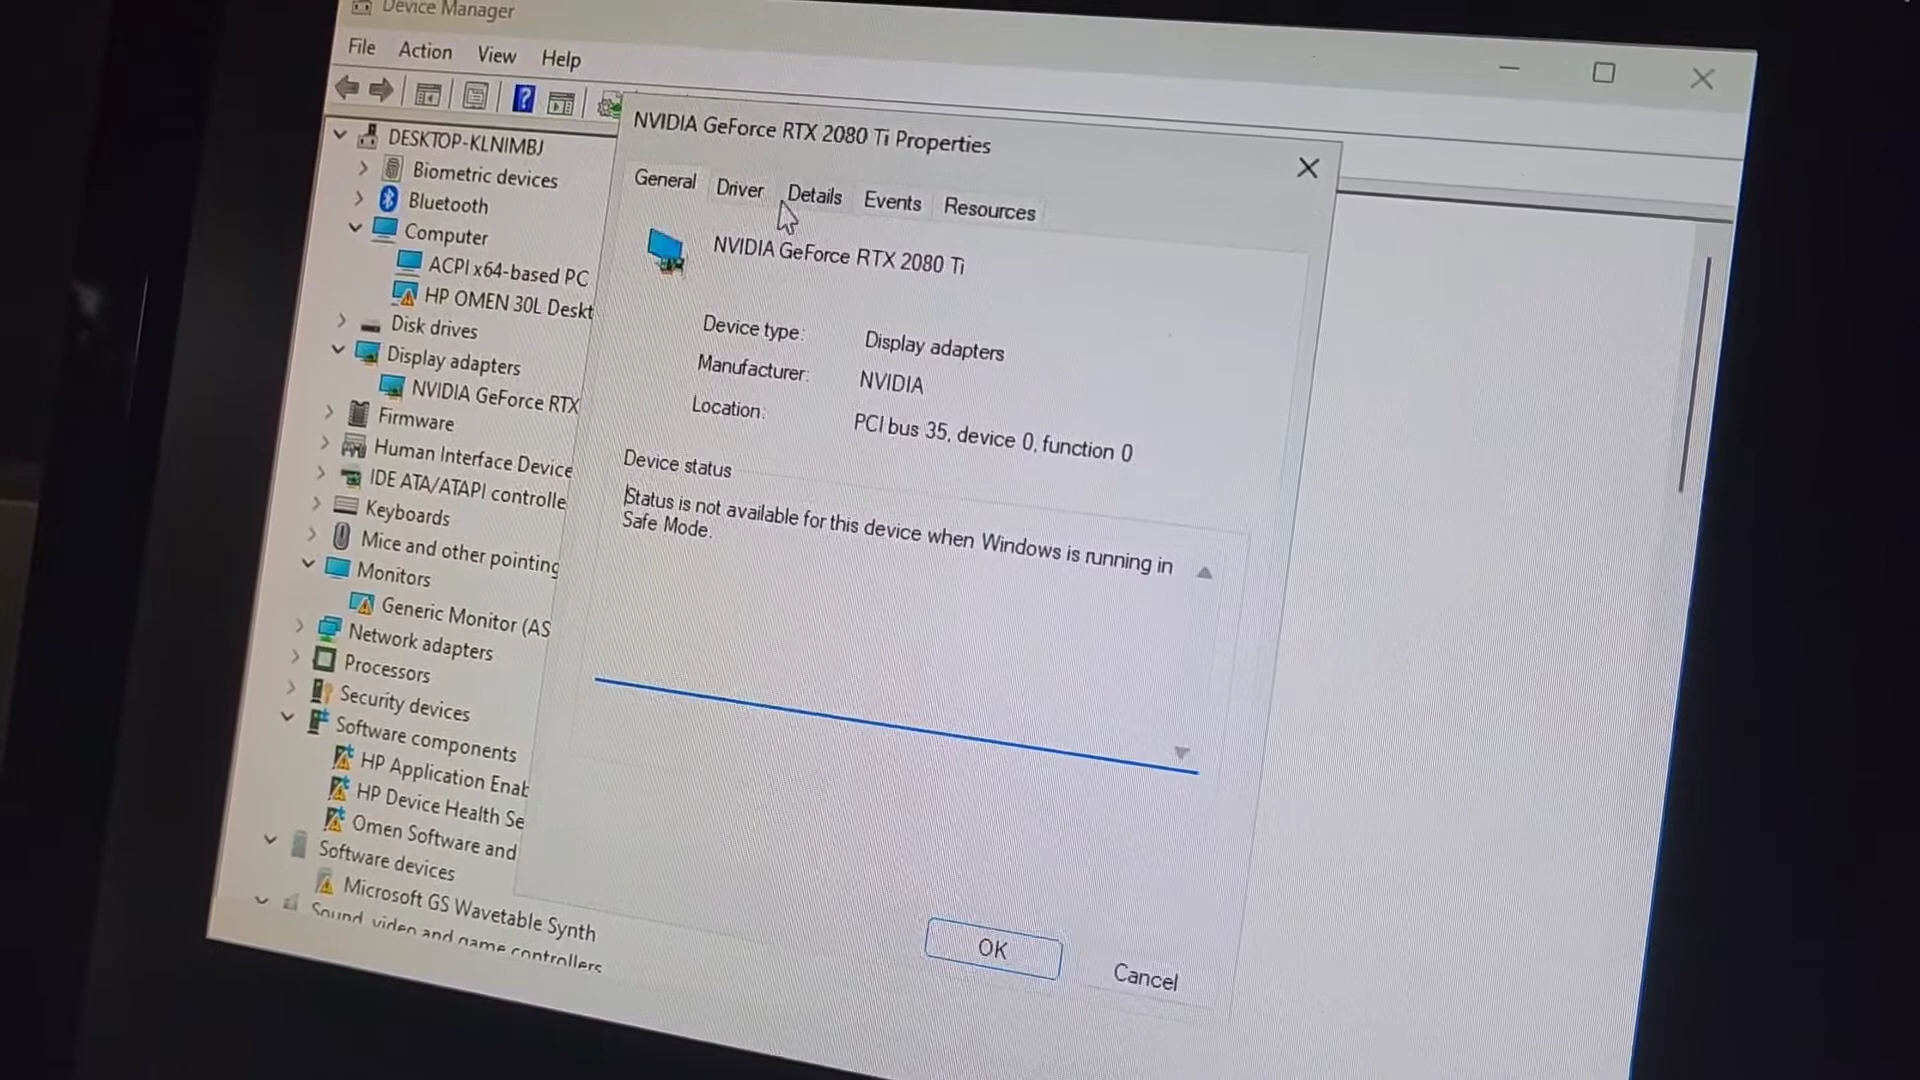 Device Manager
File Action View Help
DESKTOP-KLNIMBJ
Biometric devices
Bluetooth
Computer
ACPI x64-based PC
HP OMEN 30L Deskt
Disk drives
Display adapters
NVIDIA GeForce RTX
Firmware
Human Interface Device
IDE ATA/ATAPI controlle
Keyboards
Mice and other pointing
Monitors
Generic Monitor (AS
Network adapters
Processors
Security devices
Software components
HP Application Enab
HP Device Health Se
Omen Software and
Software devices
Microsoft GS Wavetable Synth
Sound, video and game controllers
NVIDIA GeForce RTX 2080 Ti Properties
General Driver Details Events Resources
NVIDIA GeForce RTX 2080 Ti
Device type: Display adapters
Manufacturer: NVIDIA
Location: PCI bus 35, device 0, function 0
Device status
Status is not available for this device when Windows is running in
Safe Mode.
OK Cancel